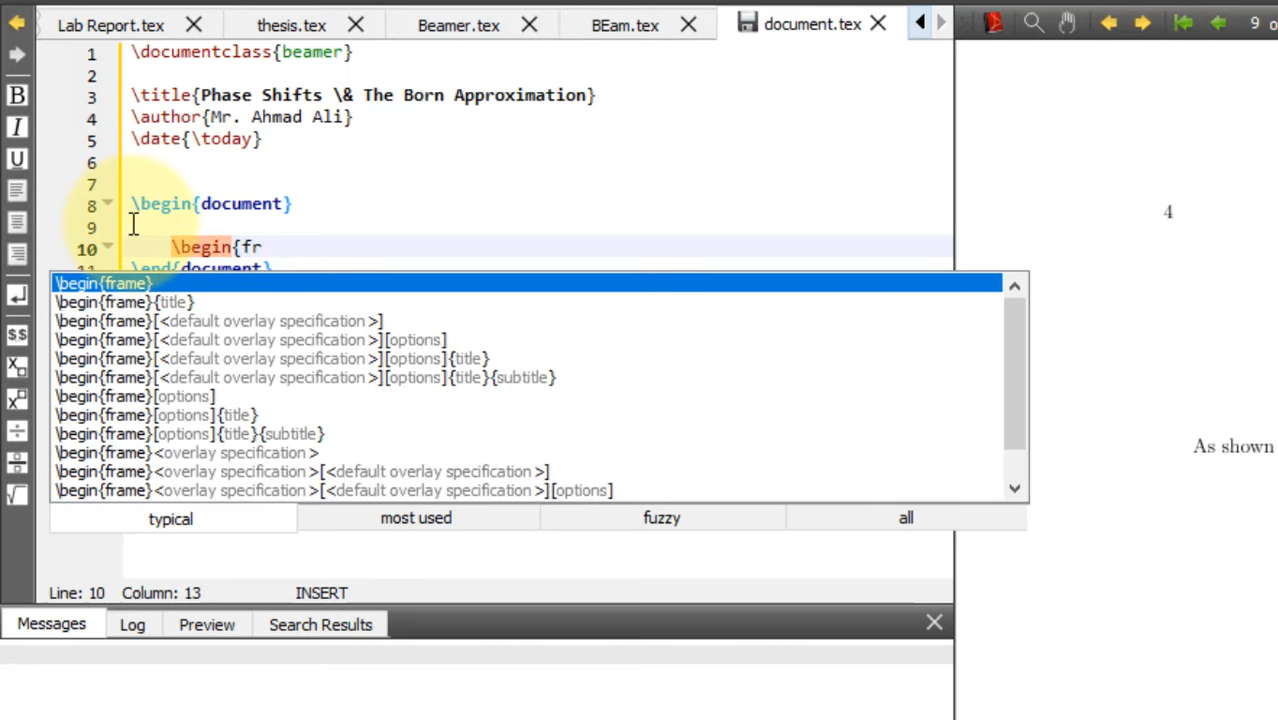 Lab Report.tex thesis.tex Beamer.tex BEam.tex document.tex 9 o
1 \documentclass{beamer}
2
3 \title{Phase Shifts \& The Born Approximation}
4 \author{Mr. Ahmad Ali}
5 \date{\today}
6
7
8 \begin{document}
9
10 \begin{fr
11 \end{document}
\begin{frame}
\begin{frame}{title}
\begin{frame}[<default overlay specification>]
\begin{frame}[<default overlay specification>][options]
\begin{frame}[<default overlay specification>][options]{title}
\begin{frame}[<default overlay specification>][options]{title}{subtitle}
\begin{frame}[options]
\begin{frame}[options]{title}
\begin{frame}[options]{title}{subtitle}
\begin{frame}<overlay specification>
\begin{frame}<overlay specification>[<default overlay specification>]
\begin{frame}<overlay specification>[<default overlay specification>][options]
typical most used fuzzy all
Line: 10 Column: 13 INSERT
Messages Log Preview Search Results
B
I
U
$$
4
As shown